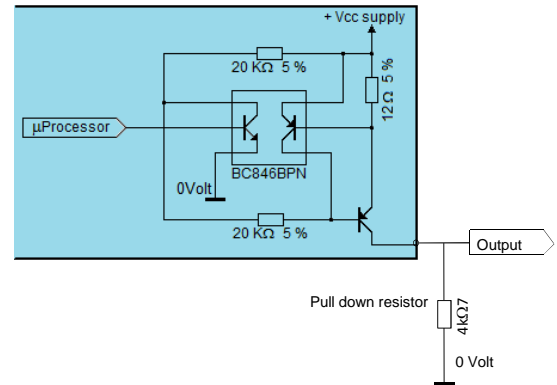 + Vcc supply
20 KΩ 5 %
12 Ω 5 %
µProcessor
BC846BPN
0Volt
20 KΩ 5 %
Output
Pull down resistor
4kΩ7
0 Volt